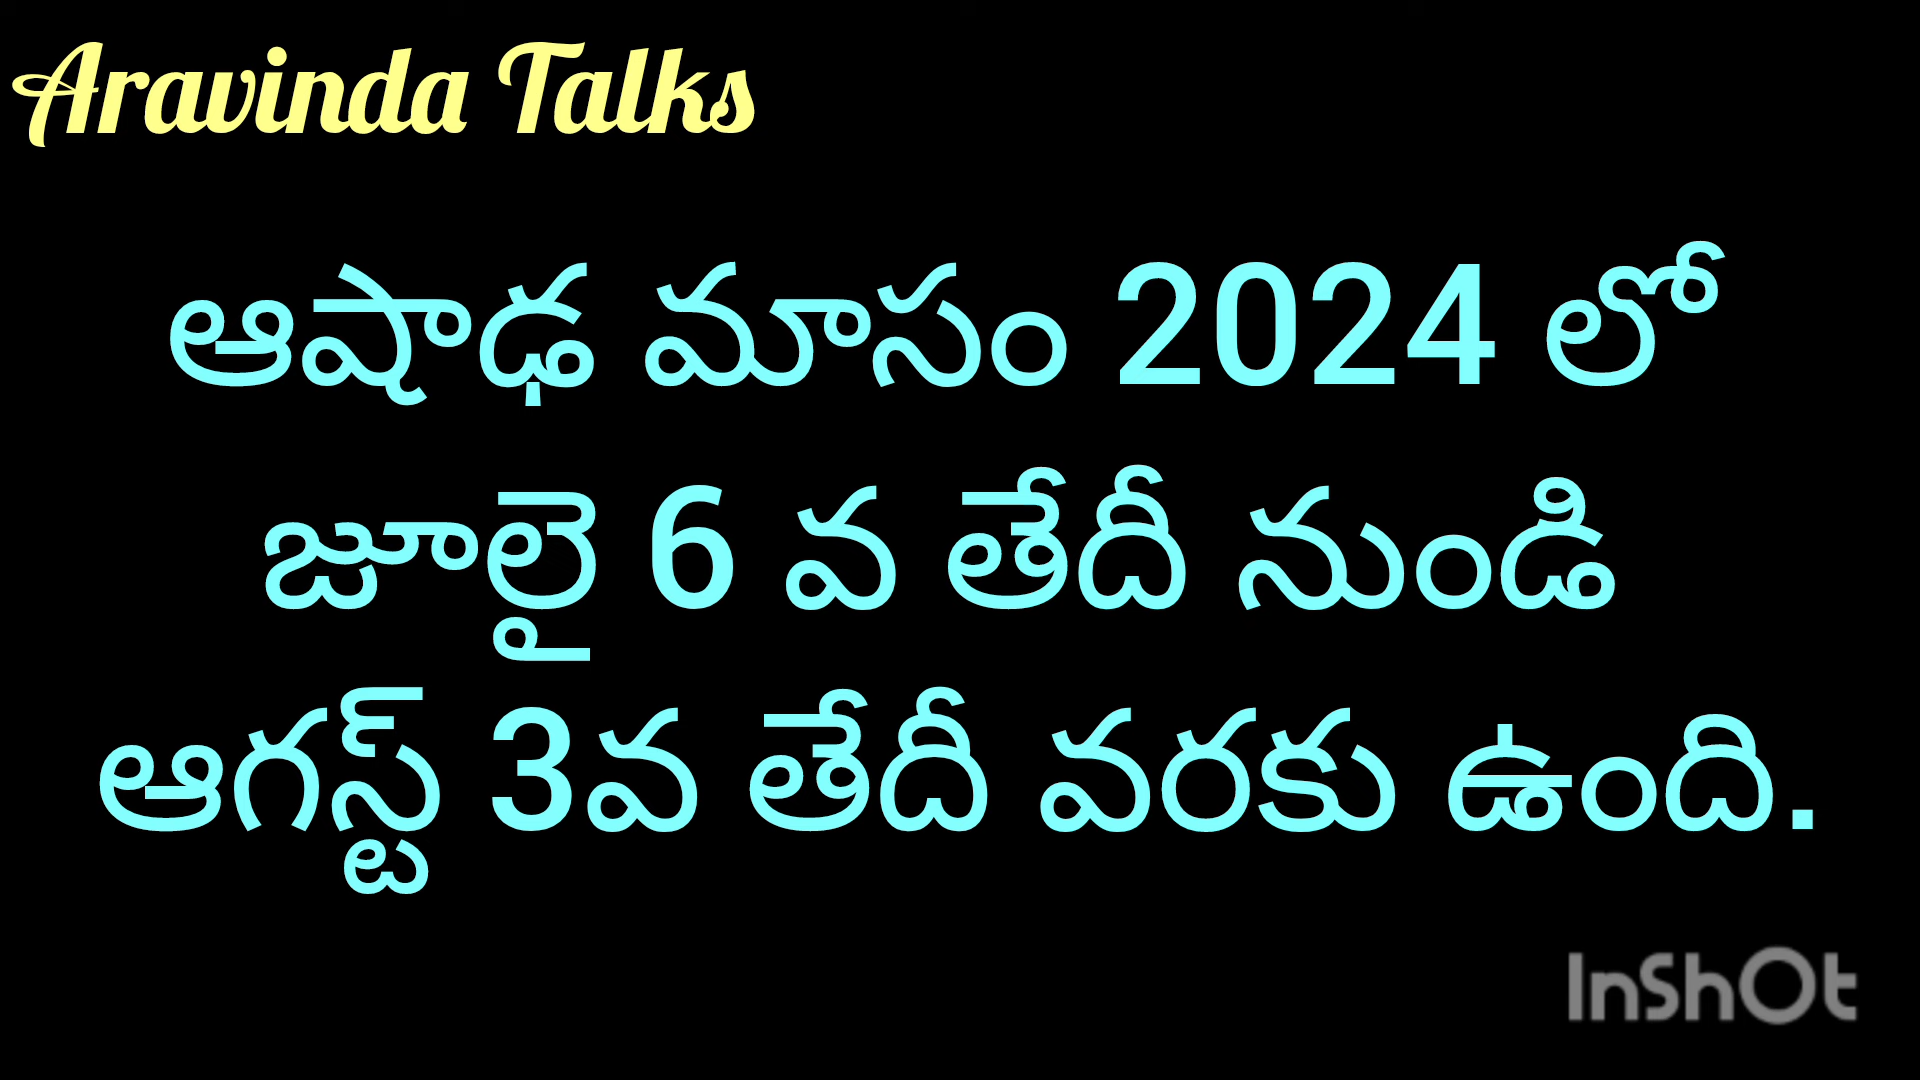 Aravinda Talks
ఆషాఢ మాసం 2024 లో
జూలై 6 వ తేదీ నుండి
ఆగస్ట్ 3వ తేదీ వరకు ఉంది.
InShOt